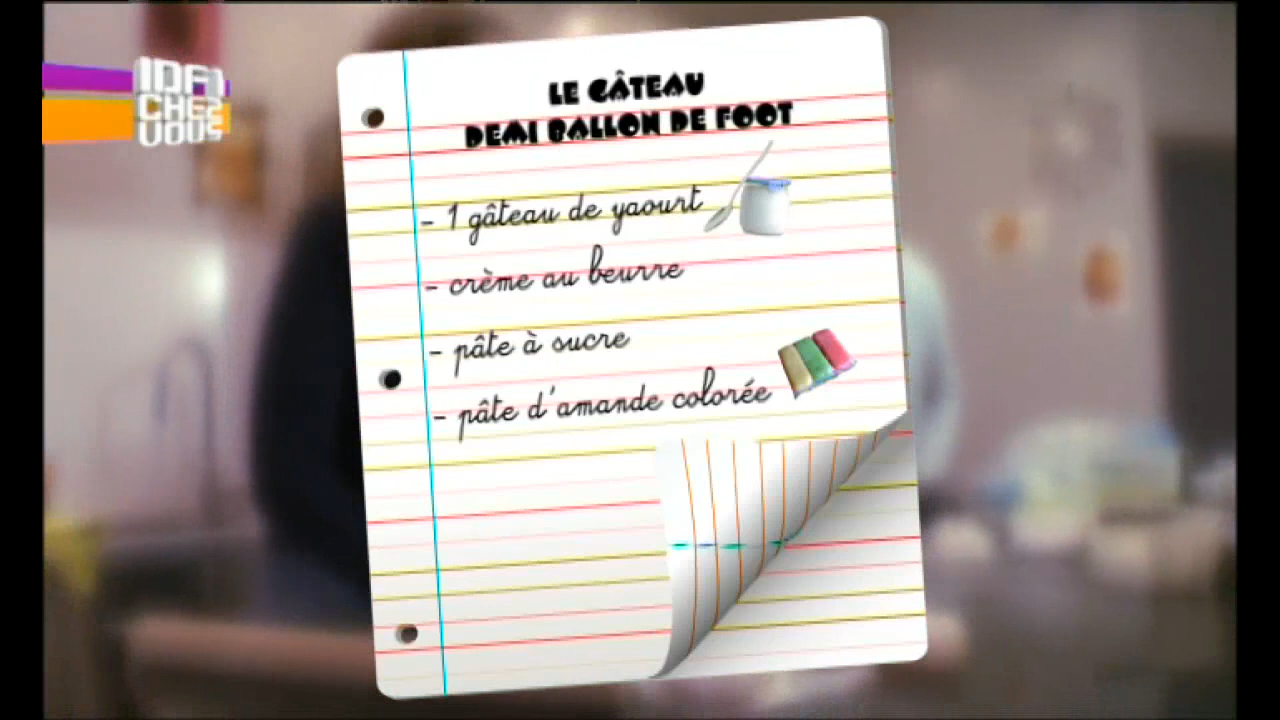 IDF1
CHEZ
VOUS
LE GÂTEAU
DEMI BALLON DE FOOT
- 1 gâteau de yaourt
- crème au beurre
- pâte à sucre
- pâte d'amande colorée